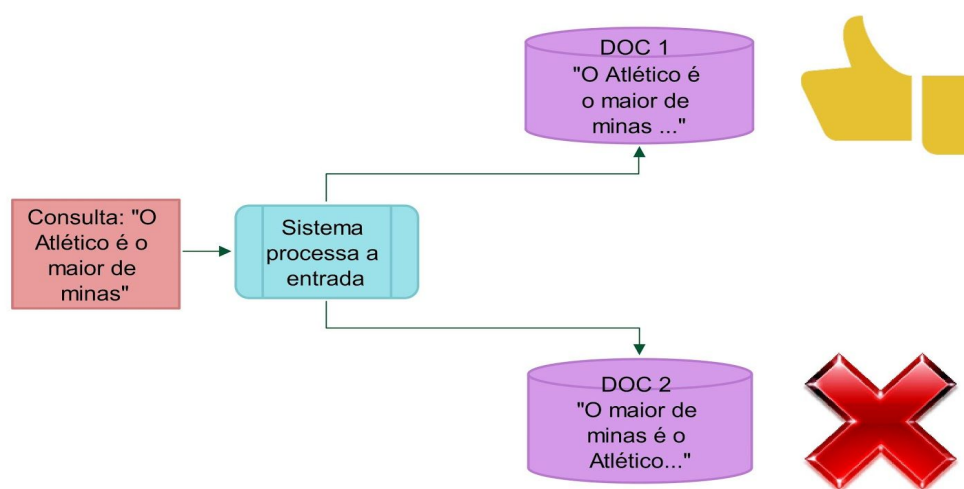 DOC 1
"O Atlético é
o maior de
minas ..."
Consulta: "O
Atlético é o
maior de
minas"
Sistema
processa a
entrada
DOC 2
"O maior de
minas é o
Atlético..."